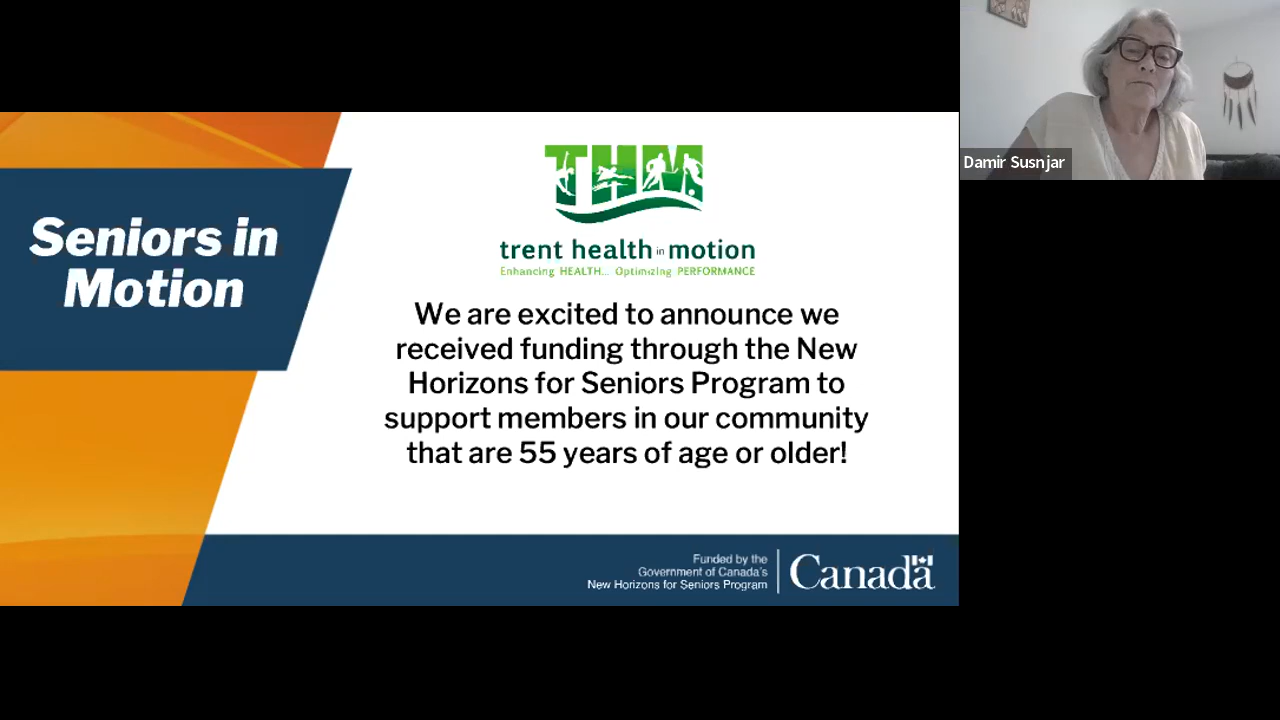 Seniors in
Motion
THM
trent health in motion
Enhancing HEALTH... Optimizing PERFORMANCE
We are excited to announce we
received funding through the New
Horizons for Seniors Program to
support members in our community
that are 55 years of age or older!
Funded by the
Government of Canada's
New Horizons for Seniors Program
Canada
Damir Susnjar